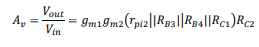 A_v = V_out / V_in = g_m1 g_m2 (r_pi2||R_B3||R_B4||R_C1)R_C2